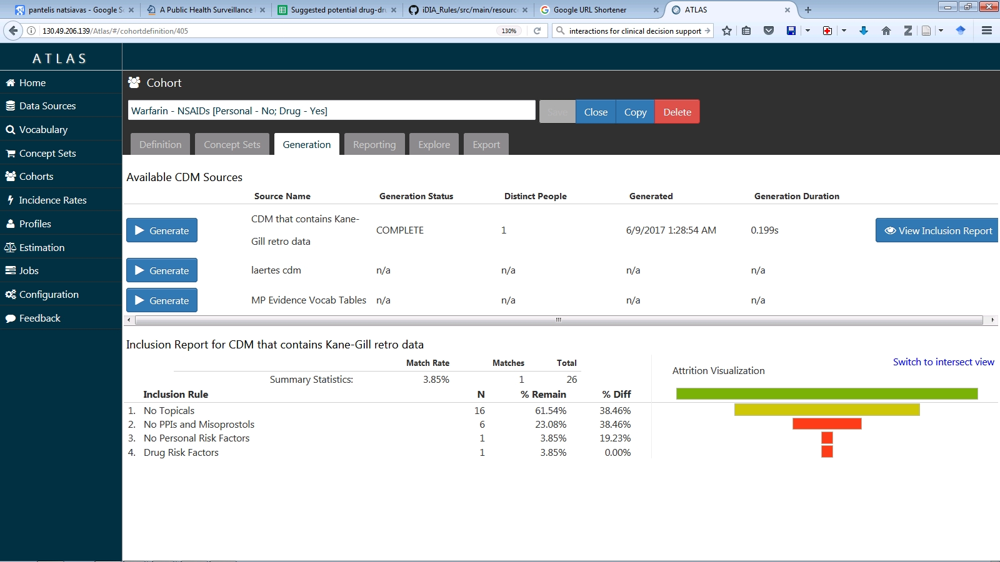 pantelis natsiavas - Google S
A Public Health Surveillance
Suggested potential drug-dru
iDIA_Rules/src/main/resourc
Google URL Shortener
ATLAS
130.49.206.139/Atlas/#/cohortdefinition/405
130%
interactions for clinical decision support
ATLAS
Home
Data Sources
Vocabulary
Concept Sets
Cohorts
Incidence Rates
Profiles
Estimation
Jobs
Configuration
Feedback
Cohort
Warfarin - NSAIDs [Personal - No; Drug - Yes]
Save Close Copy Delete
Definition Concept Sets Generation Reporting Explore Export
Available CDM Sources
Source Name Generation Status Distinct People Generated Generation Duration
Generate CDM that contains Kane-
Gill retro data COMPLETE 1 6/9/2017 1:28:54 AM 0.199s View Inclusion Report
Generate laertes cdm n/a n/a n/a n/a
Generate MP Evidence Vocab Tables n/a n/a n/a n/a
Inclusion Report for CDM that contains Kane-Gill retro data
Match Rate Matches Total
Summary Statistics: 3.85% 1 26
Inclusion Rule N % Remain % Diff
1. No Topicals 16 61.54% 38.46%
2. No PPIs and Misoprostols 6 23.08% 38.46%
3. No Personal Risk Factors 1 3.85% 19.23%
4. Drug Risk Factors 1 3.85% 0.00%
Switch to intersect view
Attrition Visualization